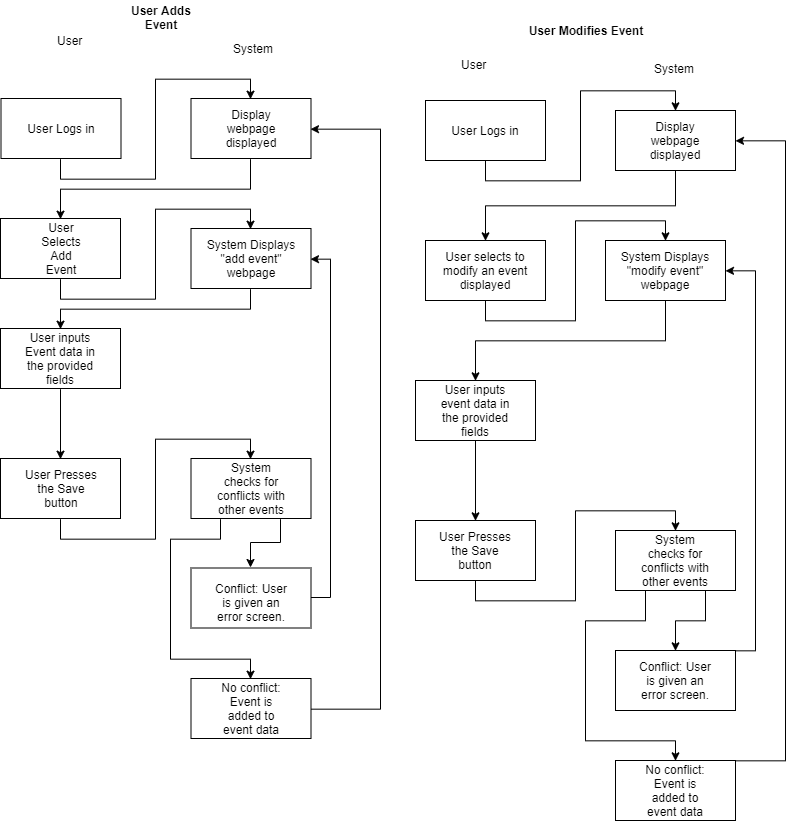 User Adds
Event
User
System
User Logs in
Display
webpage
displayed
User
Selects
Add
Event
System Displays
"add event"
webpage
User inputs
Event data in
the provided
fields
User Presses
the Save
button
System
checks for
conflicts with
other events
Conflict: User
is given an
error screen.
No conflict:
Event is
added to
event data
User Modifies Event
User
System
User Logs in
Display
webpage
displayed
User selects to
modify an event
displayed
System Displays
"modify event"
webpage
User inputs
event data in
the provided
fields
User Presses
the Save
button
System
checks for
conflicts with
other events
Conflict: User
is given an
error screen.
No conflict:
Event is
added to
event data